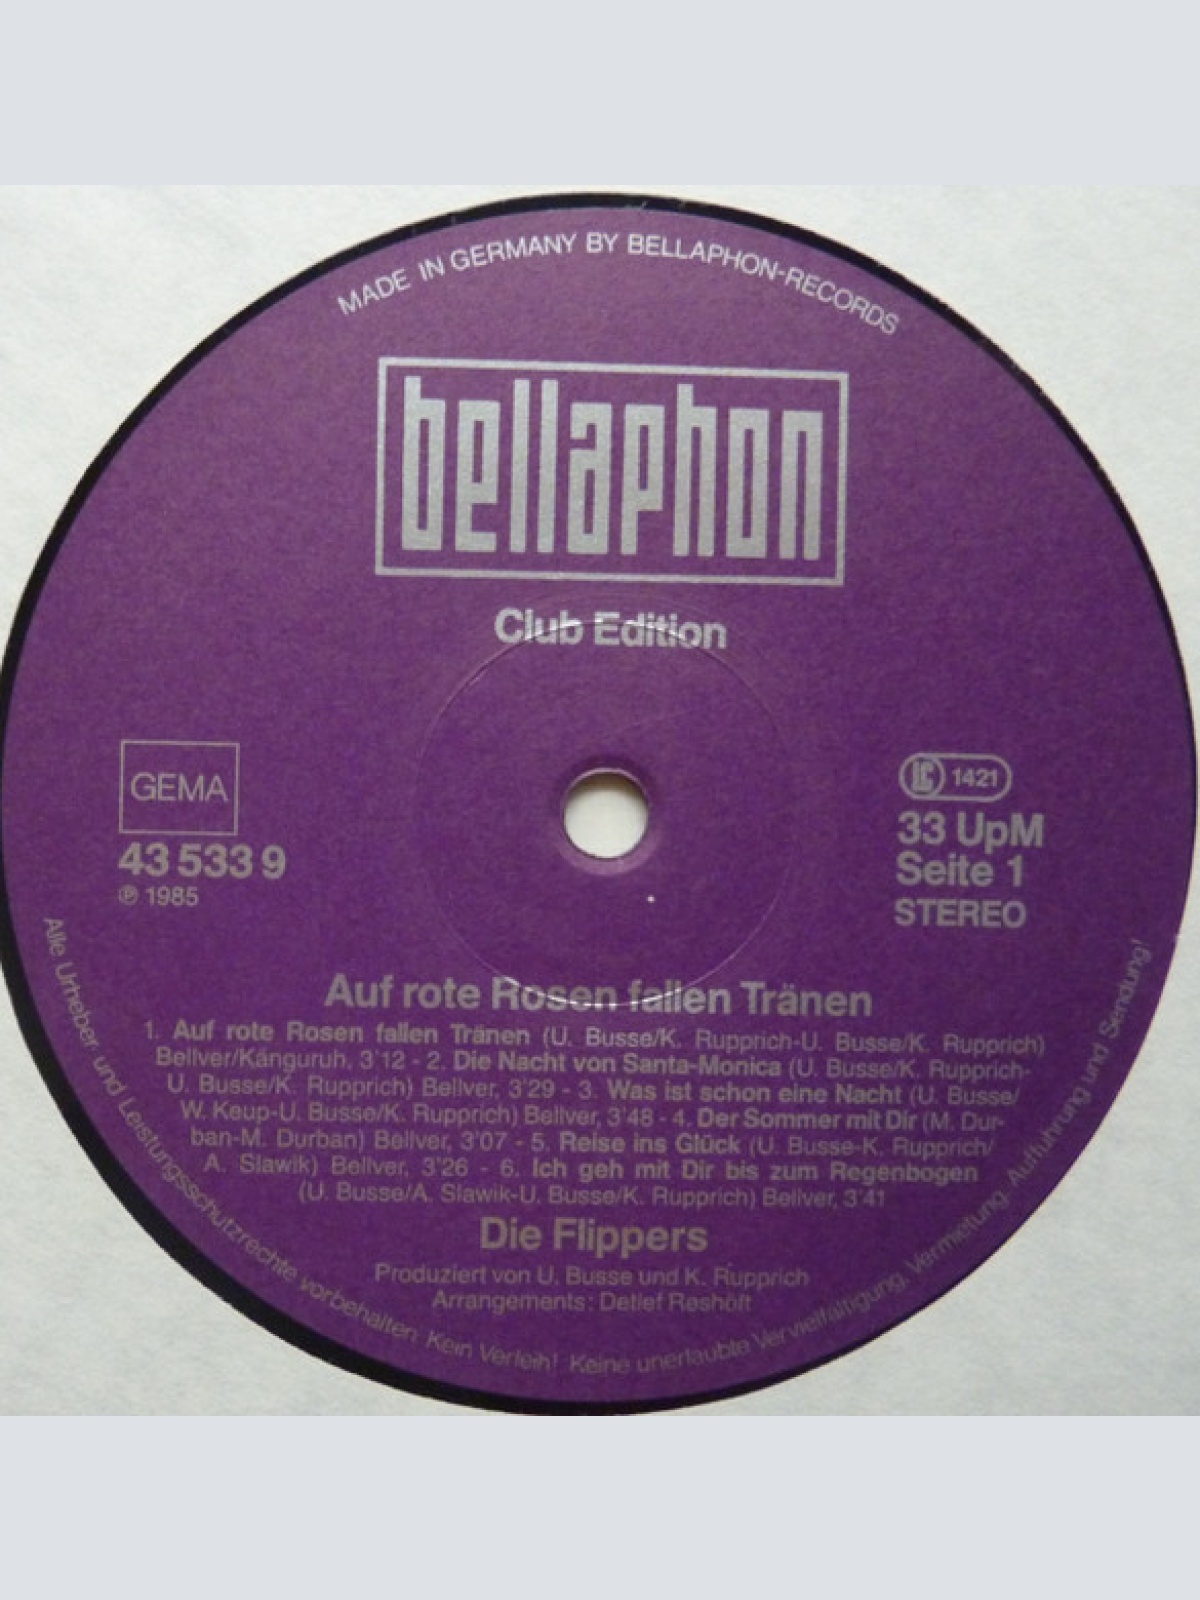 MADE IN GERMANY BY BELLAPHON-RECORDS
bellaphon
Club Edition
GEMA
43 533 9
℗ 1985
LC 1421
33 UpM
Seite 1
STEREO
Auf rote Rosen fallen Tränen
1. Auf rote Rosen fallen Tränen (U. Busse/K. Rupprich-U. Busse/K. Rupprich)
Bellver/Känguruh, 3'12 - 2. Die Nacht von Santa-Monica (U. Busse/K. Rupprich-
U. Busse/K. Rupprich) Bellver, 3'29 - 3. Was ist schon eine Nacht (U. Busse/
W. Keup-U. Busse/K. Rupprich) Bellver, 3'48 - 4. Der Sommer mit Dir (M. Dur-
ban-M. Durban) Bellver, 3'07 - 5. Reise ins Glück (U. Busse-K. Rupprich/
A. Slawik) Bellver, 3'26 - 6. Ich geh mit Dir bis zum Regenbogen
(U. Busse/A. Slawik-U. Busse/K. Rupprich) Bellver, 3'41
Die Flippers
Produziert von U. Busse und K. Rupprich
Arrangements: Detlef Reshöft
Alle Urheber- und Leistungsschutzrechte vorbehalten. Kein Verleih! Keine unerlaubte Vervielfältigung, Vermietung, Aufführung und Sendung!